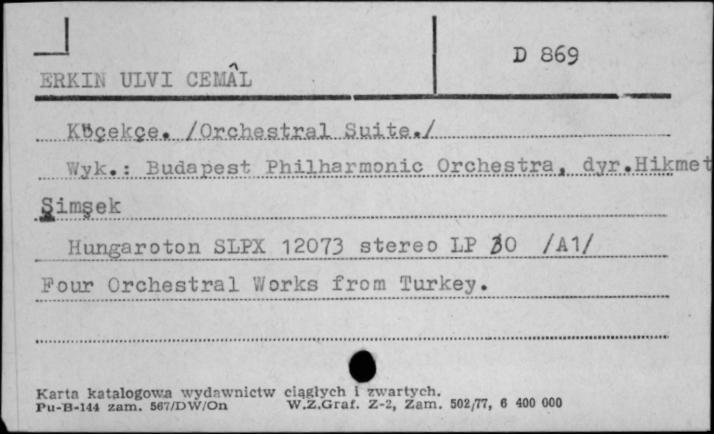 D 869
ERKIN ULVI CEMÂL
Köçekçe. /Orchestral Suite./
Wyk.: Budapest Philharmonic Orchestra, dyr.Hikmet
Şimşek
Hungaroton SLPX 12073 stereo LP 30 /A1/
Four Orchestral Works from Turkey.
Karta katalogowa wydawnictw ciągłych i zwartych.
Pu-B-144 zam. 567/DW/On W.Z.Graf. Z-2, Zam. 502/77, 6 400 000